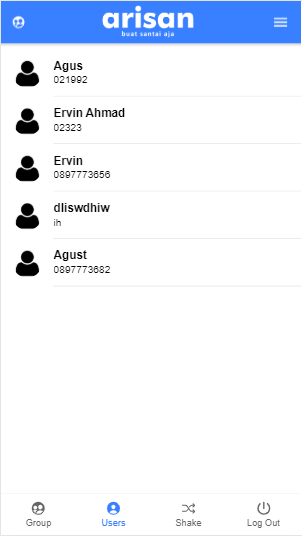 arisan
buat santai aja
Agus
021992
Ervin Ahmad
02323
Ervin
0897773656
dliswdhiw
ih
Agust
0897773682
Group
Users
Shake
Log Out